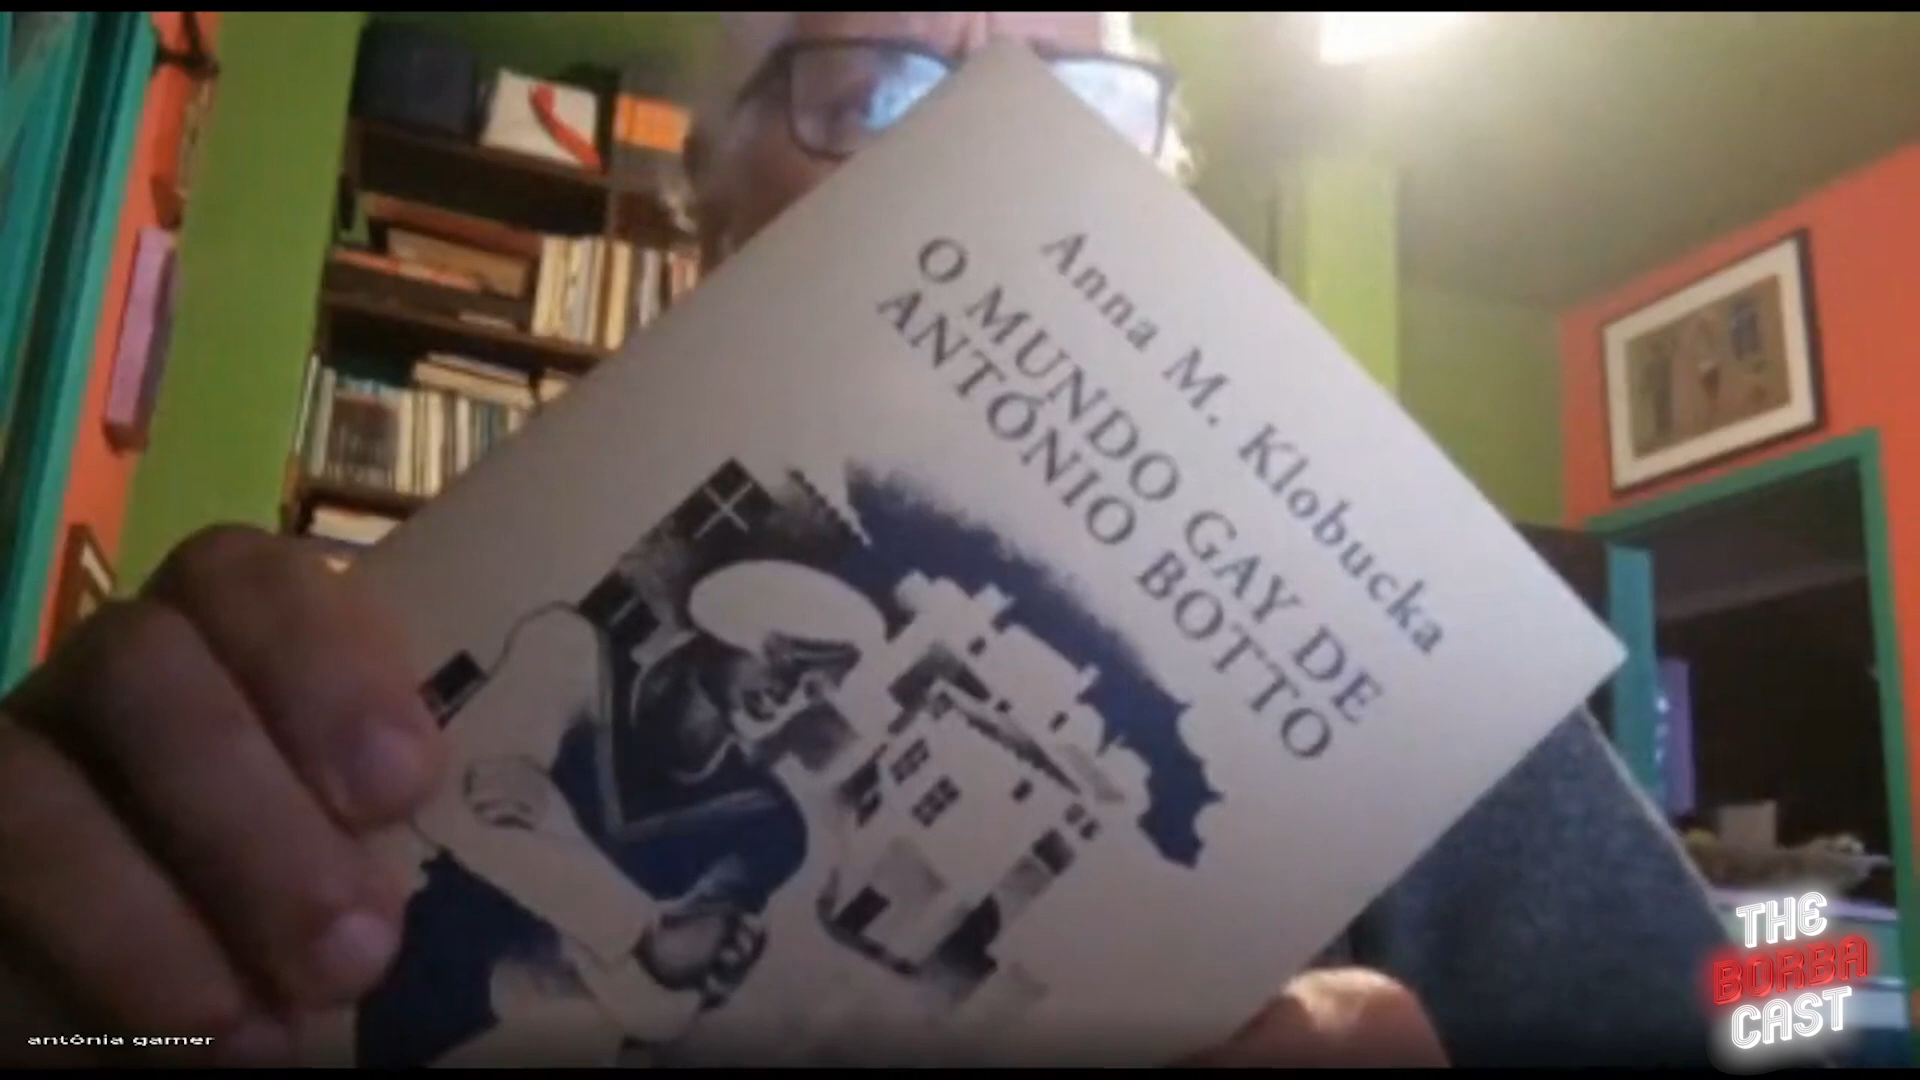 Anna M. Klobucka
O MUNDO GAY DE
ANTÓNIO BOTTO
antônia gamer
THE
BORBA
CAST